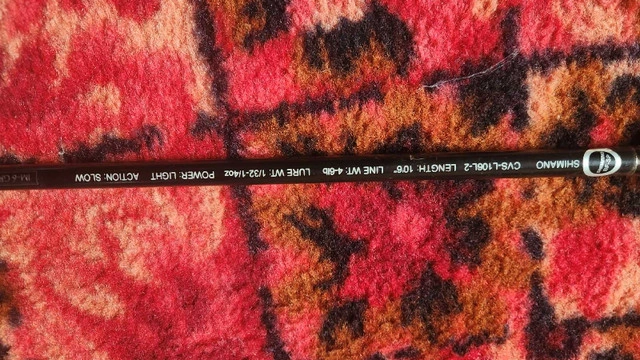 SHIMANO CVS-L106L-2 LENGTH: 10'6" LINE WT: 4-6lb LURE WT: 1/32-1/4oz POWER: LIGHT ACTION: SLOW